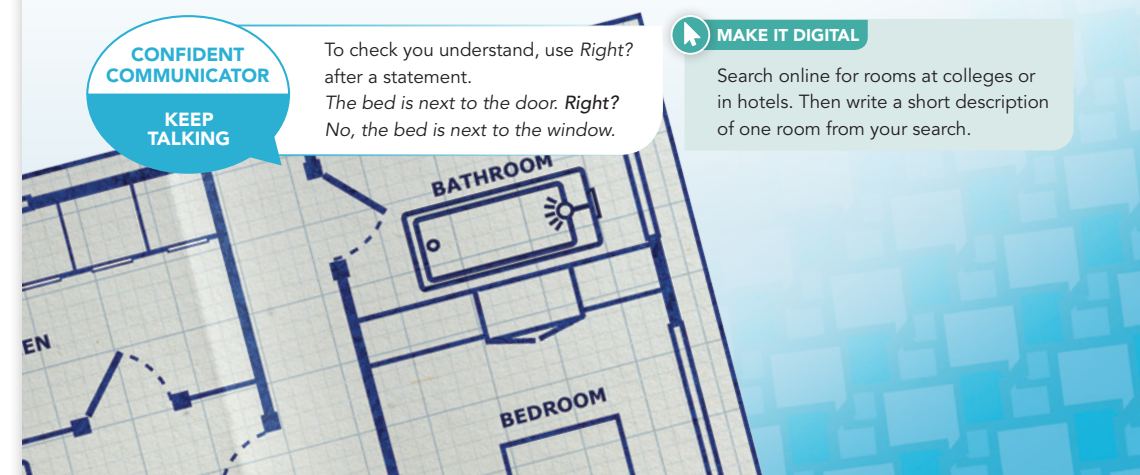 CONFIDENT
COMMUNICATOR
KEEP
TALKING
To check you understand, use Right?
after a statement.
The bed is next to the door. Right?
No, the bed is next to the window.
MAKE IT DIGITAL
Search online for rooms at colleges or
in hotels. Then write a short description
of one room from your search.
BATHROOM
EN
BEDROOM